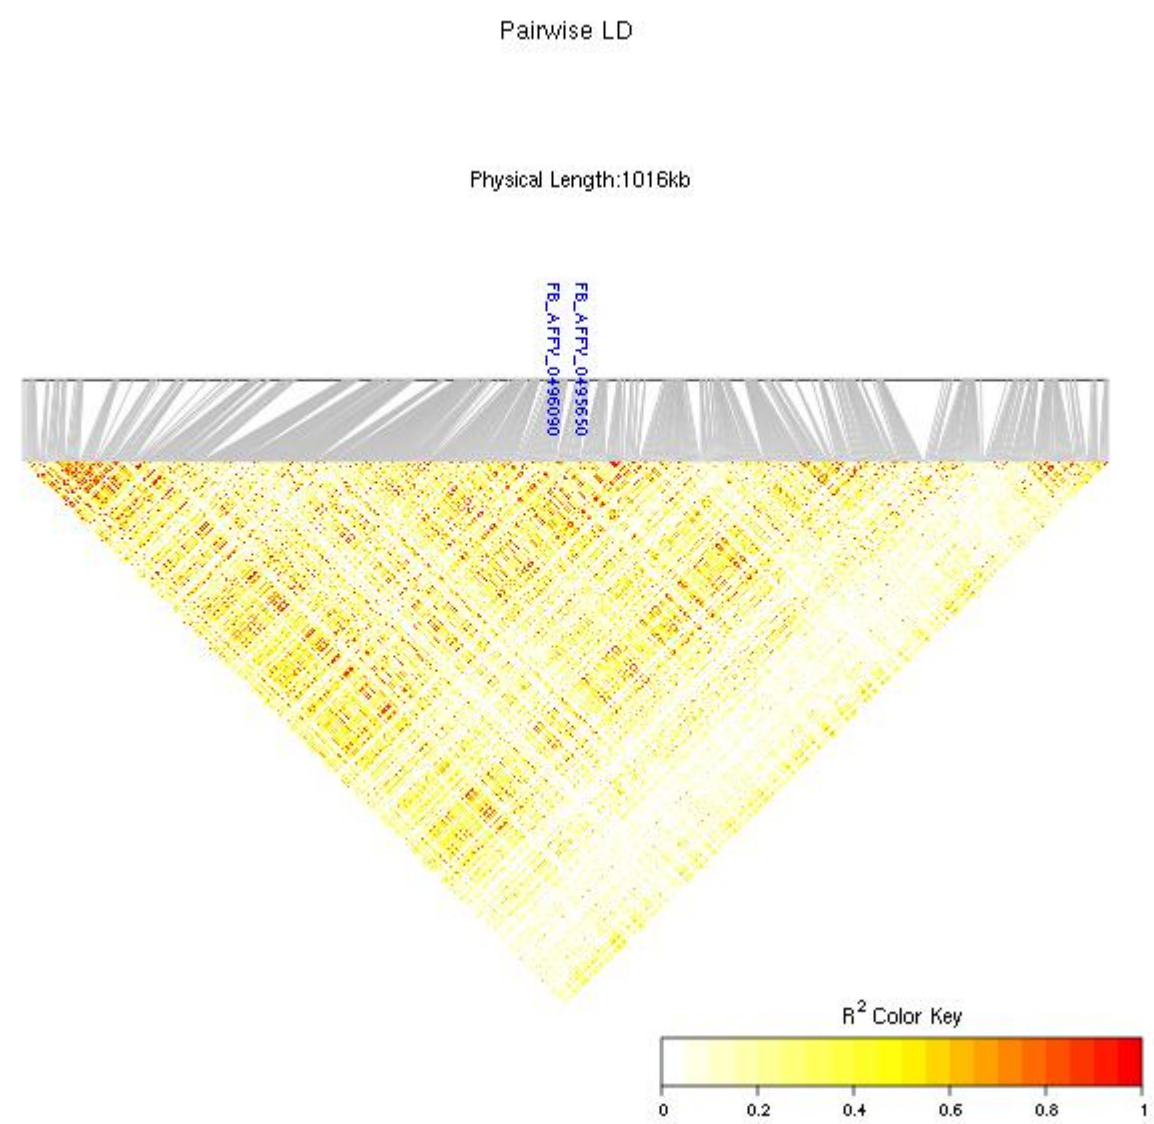 Pairwise LD
Physical Length:1016kb
FB_AFFY_0496090
FB_AFFY_0495650
R² Color Key
0 0.2 0.4 0.6 0.8 1